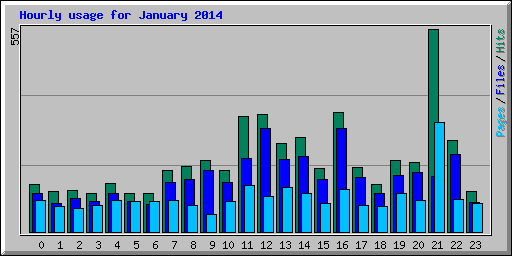 Hourly usage for January 2014
557
Pages / Files / Hits
0 1 2 3 4 5 6 7 8 9 10 11 12 13 14 15 16 17 18 19 20 21 22 23